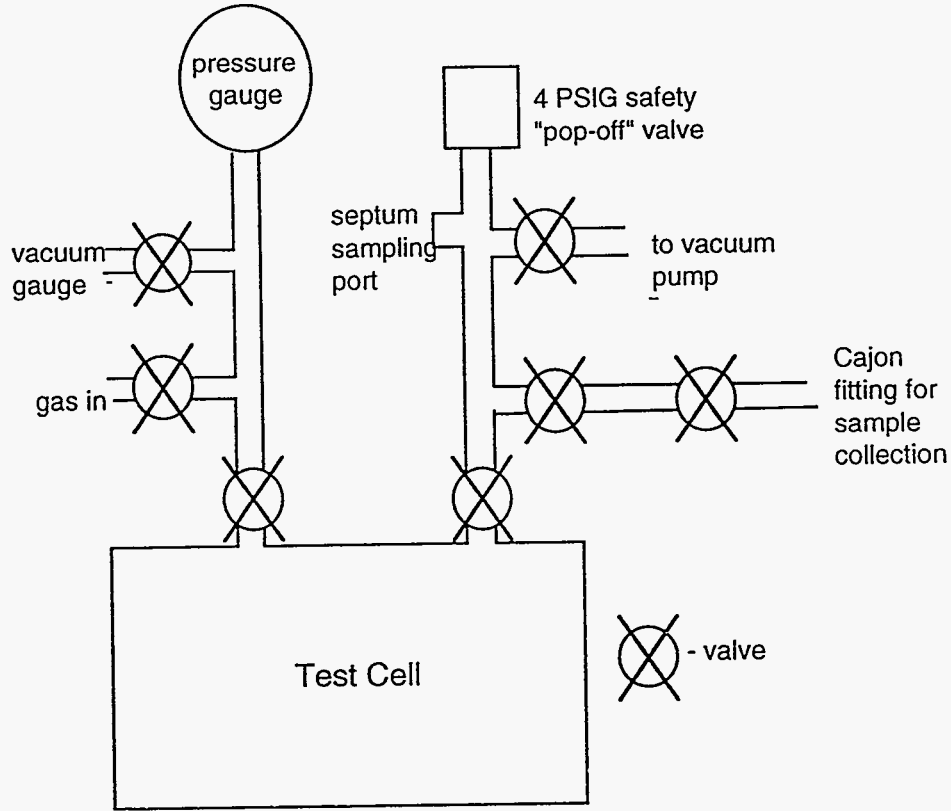 pressure
gauge
4 PSIG safety
"pop-off" valve
septum
sampling
port
vacuum
gauge -
to vacuum
pump
gas in
Cajon
fitting for
sample
collection
Test Cell
- valve